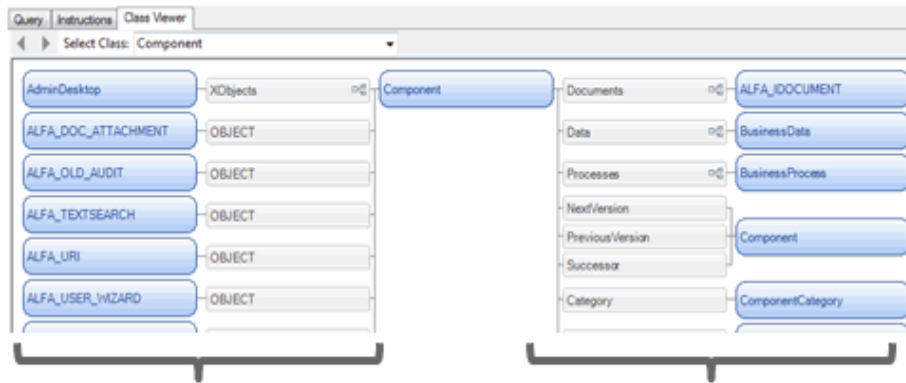 Query Instructions Class Viewer
Select Class: Component
AdminDesktop XObjects Component Documents ALFA_IDOCUMENT
ALFA_DOC_ATTACHMENT OBJECT Data BusinessData
ALFA_OLD_AUDIT OBJECT Processes BusinessProcess
ALFA_TEXTSEARCH OBJECT NextVersion
PreviousVersion Component
ALFA_URI OBJECT Successor
ALFA_USER_WIZARD OBJECT Category ComponentCategory